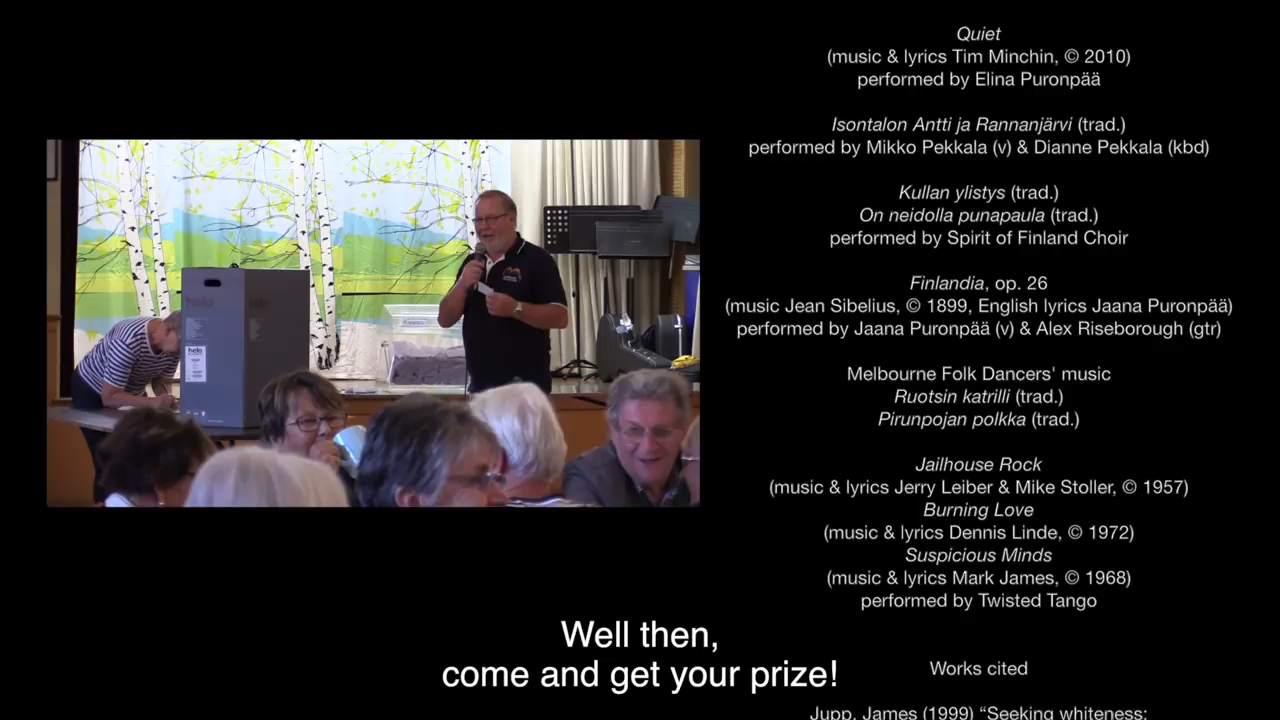 Quiet
(music & lyrics Tim Minchin, © 2010)
performed by Elina Puronpää
Isontalon Antti ja Rannanjärvi (trad.)
performed by Mikko Pekkala (v) & Dianne Pekkala (kbd)
Kullan ylistys (trad.)
On neidolla punapaula (trad.)
performed by Spirit of Finland Choir
Finlandia, op. 26
(music Jean Sibelius, © 1899, English lyrics Jaana Puronpää)
performed by Jaana Puronpää (v) & Alex Riseborough (gtr)
Melbourne Folk Dancers' music
Ruotsin katrilli (trad.)
Pirunpojan polkka (trad.)
Jailhouse Rock
(music & lyrics Jerry Leiber & Mike Stoller, © 1957)
Burning Love
(music & lyrics Dennis Linde, © 1972)
Suspicious Minds
(music & lyrics Mark James, © 1968)
performed by Twisted Tango
Works cited
Jupp, James (1999) “Seeking whiteness:
helo
helo
Well then,
come and get your prize!